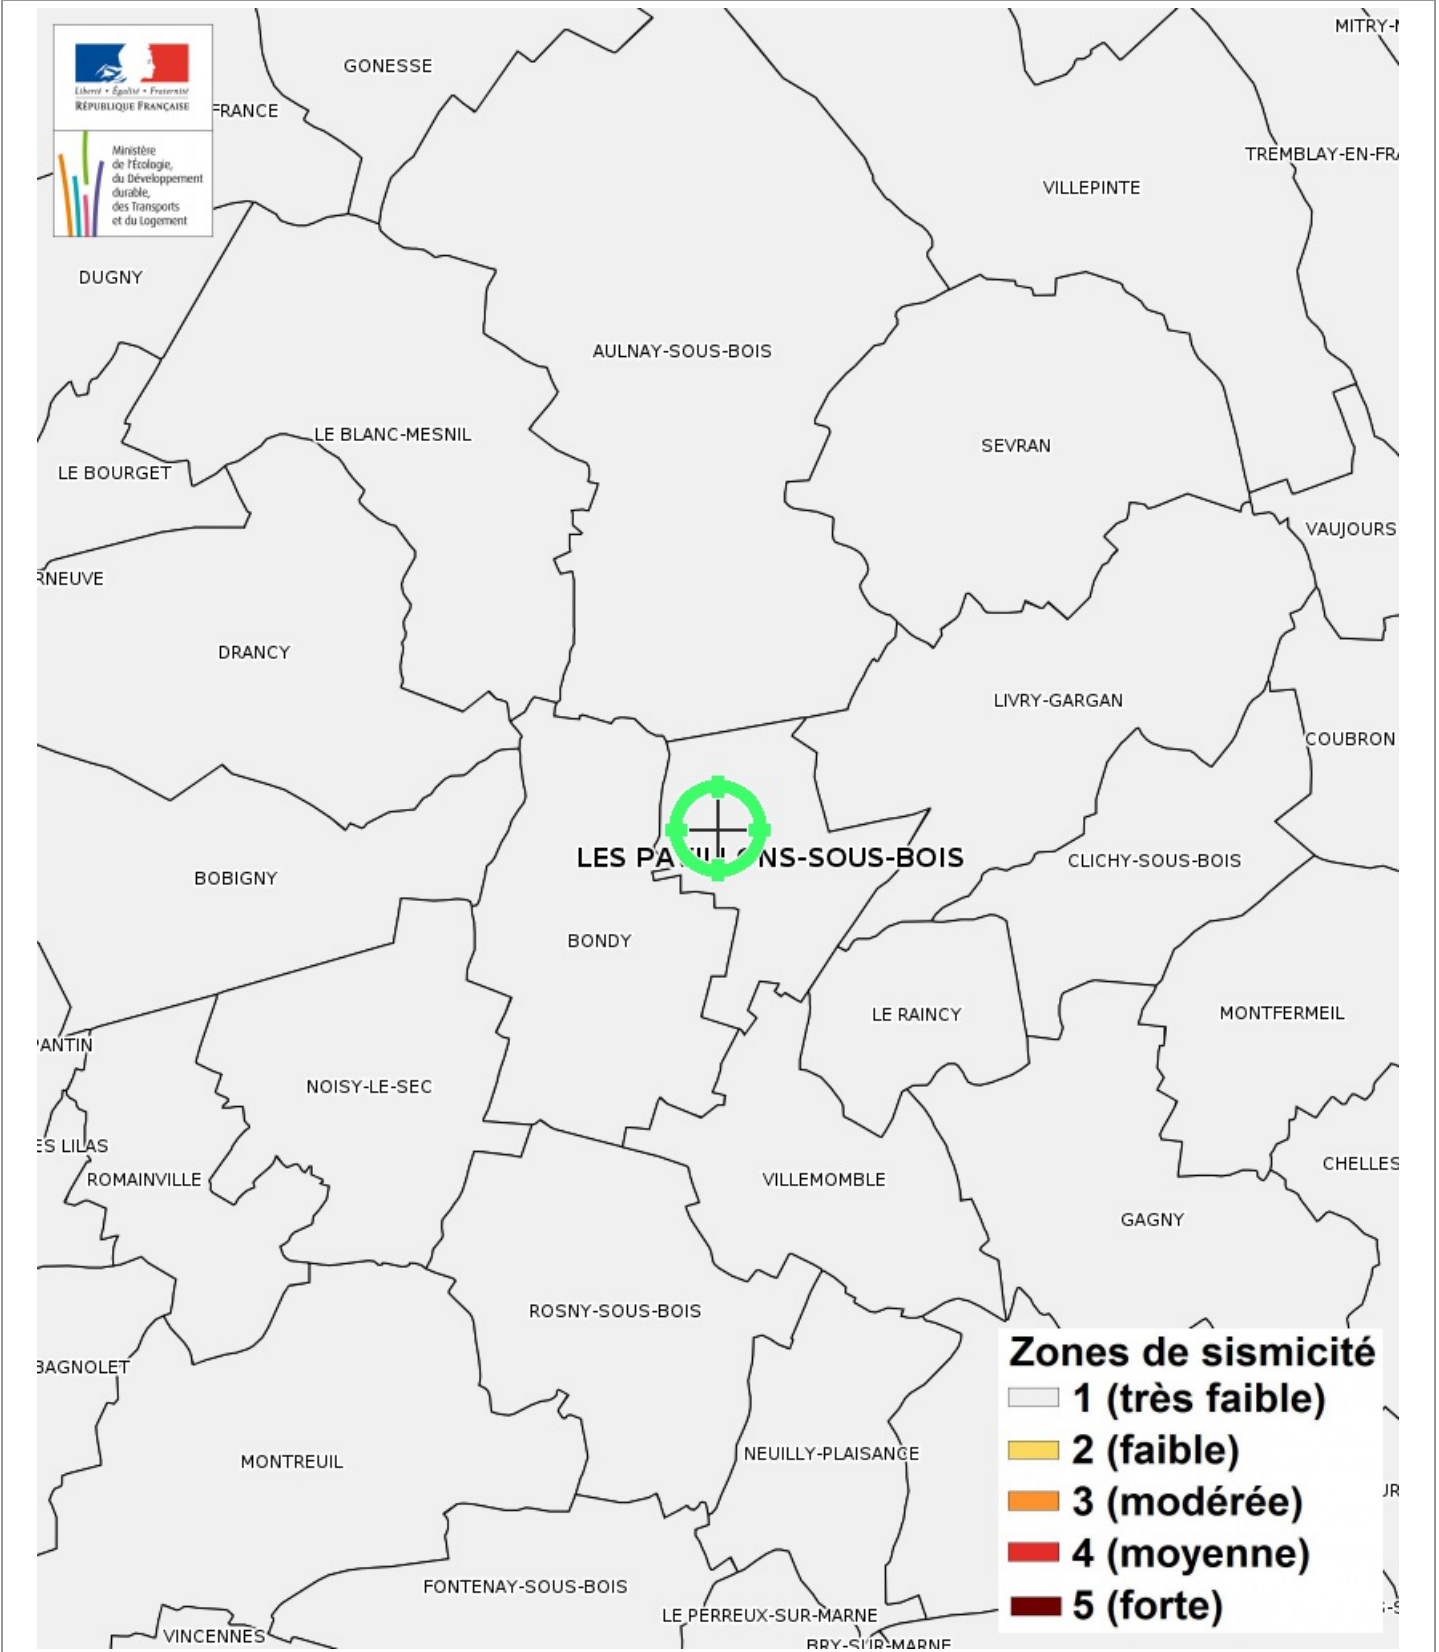 MITRY-M
GONESSE
Liberté • Égalité • Fraternité
RÉPUBLIQUE FRANÇAISE
FRANCE
Ministère
de l'Écologie,
du Développement
durable,
des Transports
et du Logement
TREMBLAY-EN-FRA
VILLEPINTE
DUGNY
AULNAY-SOUS-BOIS
LE BLANC-MESNIL
SEVRAN
LE BOURGET
VAUJOURS
RNEUVE
DRANCY
LIVRY-GARGAN
COUBRON
LES PAVILLONS-SOUS-BOIS
CLICHY-SOUS-BOIS
BOBIGNY
BONDY
LE RAINCY
MONTFERMEIL
PANTIN
NOISY-LE-SEC
ES LILAS
CHELLES
ROMAINVILLE
VILLEMOMBLE
GAGNY
ROSNY-SOUS-BOIS
BAGNOLET
NEUILLY-PLAISANCE
MONTREUIL
FONTENAY-SOUS-BOIS
LE PERREUX-SUR-MARNE
VINCENNES
BRY-SUR-MARNE
Zones de sismicité
1 (très faible)
2 (faible)
3 (modérée)
4 (moyenne)
5 (forte)